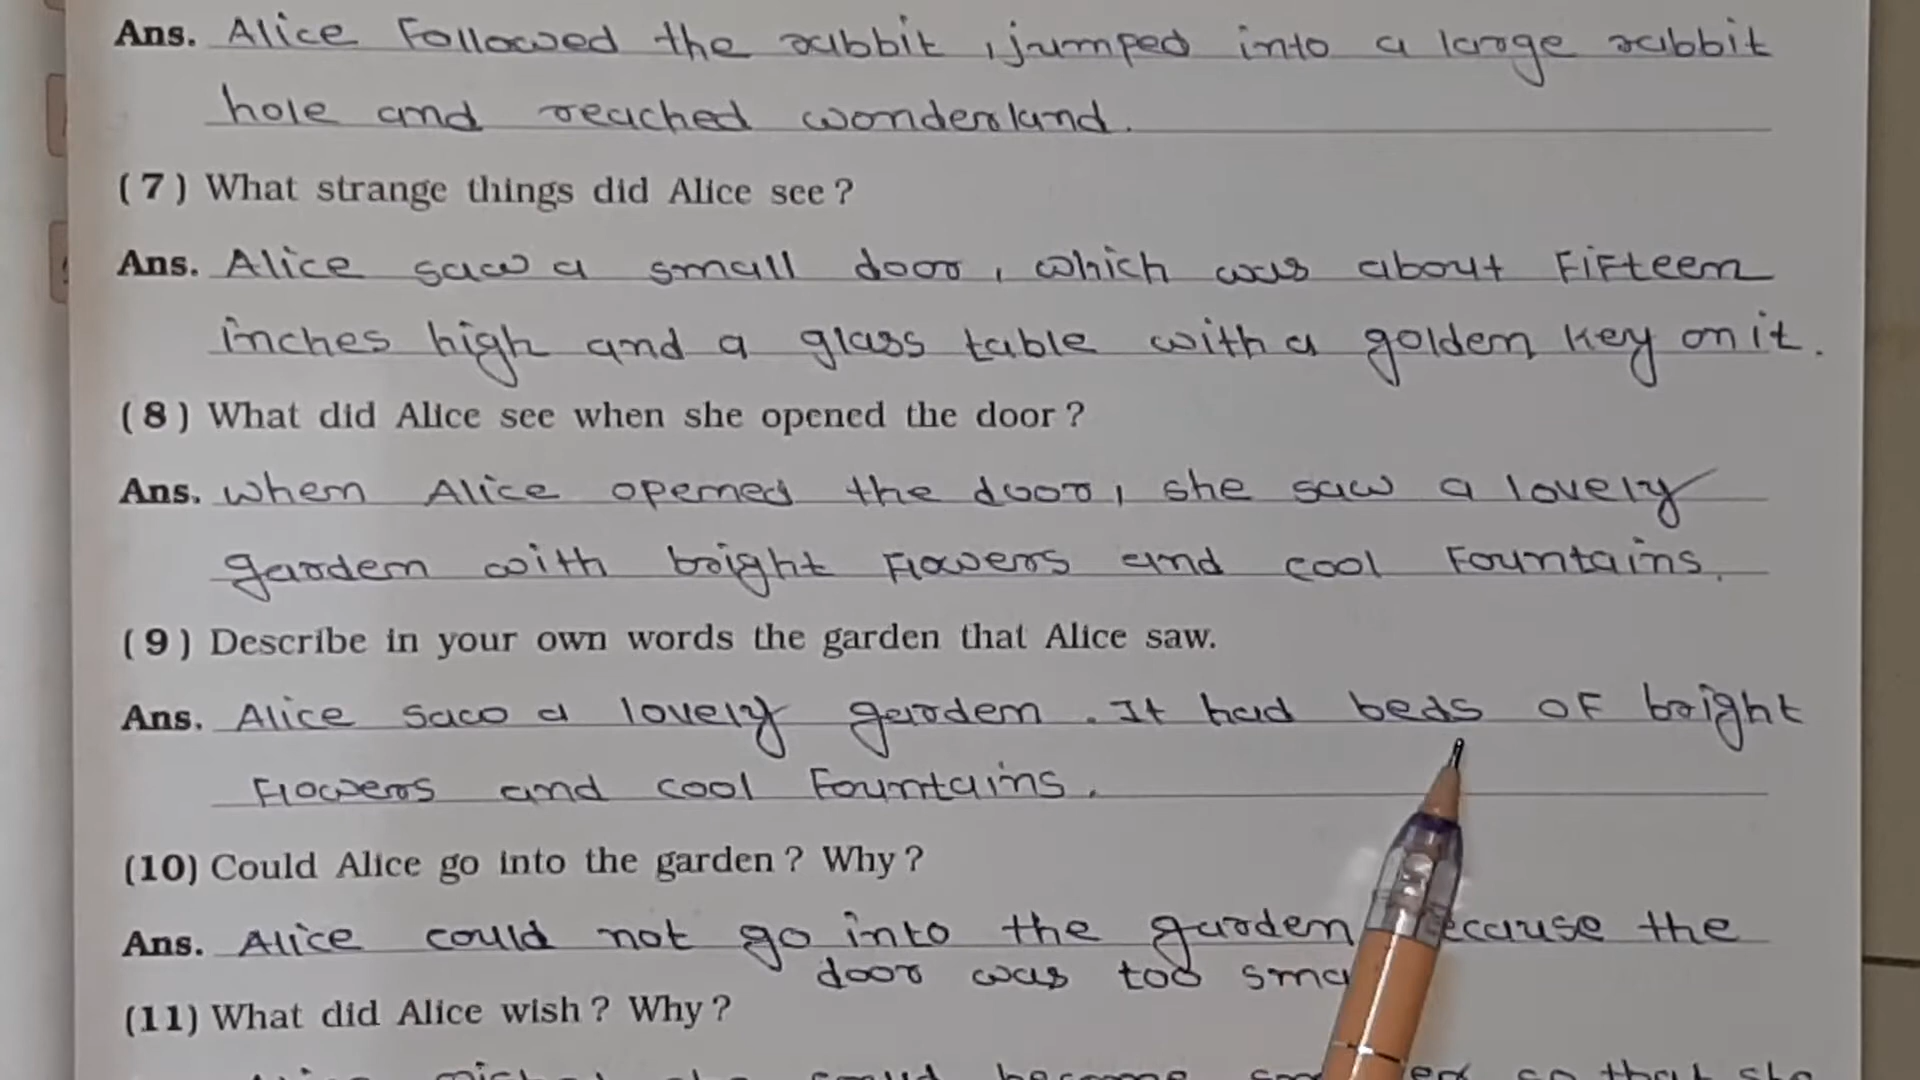 Ans. Alice Followed the rabbit, jumped into a large rabbit
hole and reached wonderland.
(7) What strange things did Alice see?
Ans. Alice saw a small door, which was about Fifteen
inches high and a glass table with a golden key on it.
(8) What did Alice see when she opened the door?
Ans. when Alice opened the door, she saw a lovely
garden with bright Flowers and cool Fountains.
(9) Describe in your own words the garden that Alice saw.
Ans. Alice saw a lovely garden. It had beds of bright
Flowers and cool Fountains.
(10) Could Alice go into the garden? Why?
Ans. Alice could not go into the garden because the
door was too
(11) What did Alice wish? Why?
could become so that she